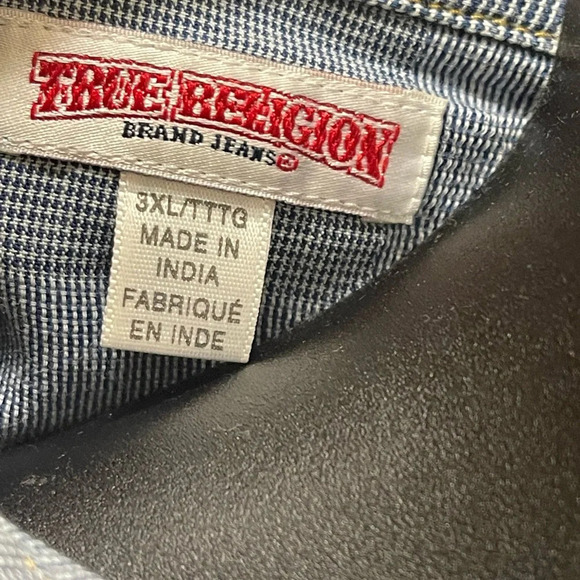 TRUE RELIGION
BRAND JEANS®
3XL/TTTG
MADE IN
INDIA
FABRIQUÉ
EN INDE